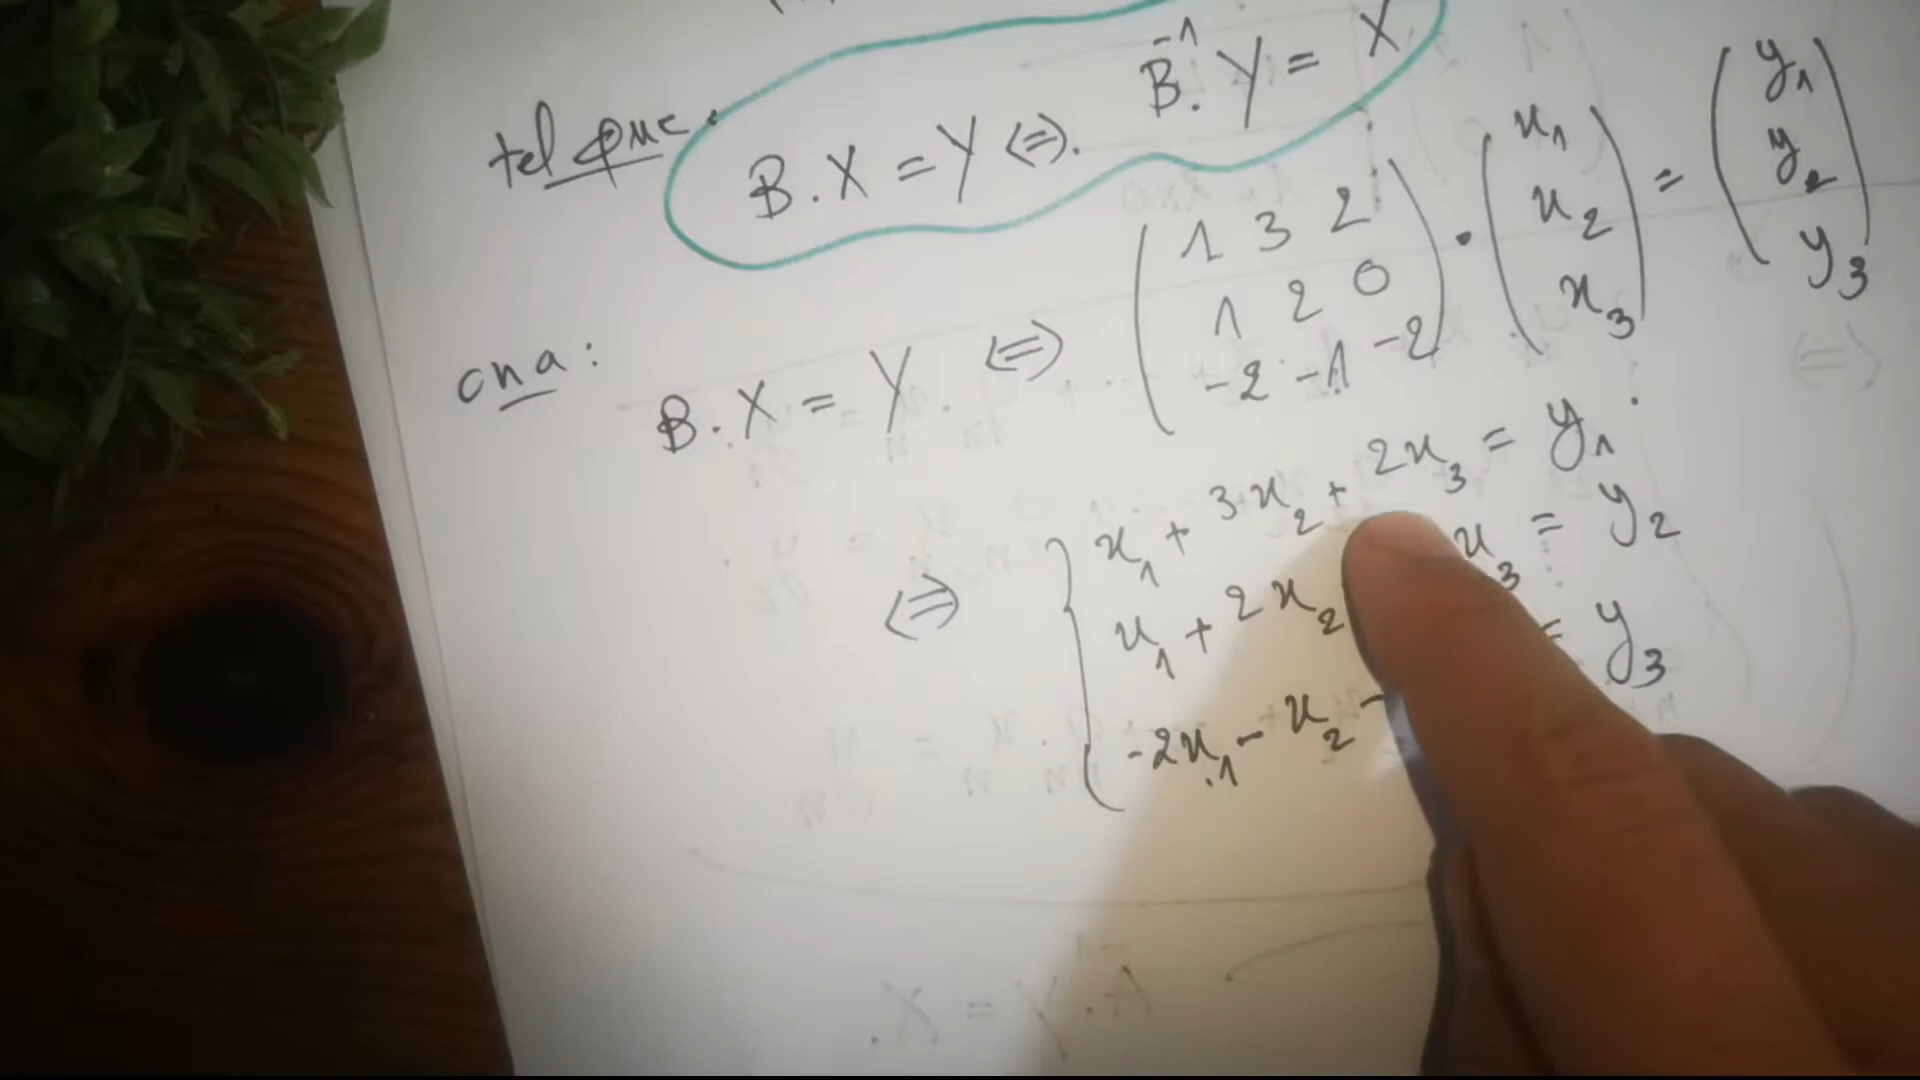 tel que : B.X = Y ⟺ B⁻¹.Y = X
on a : B.X = Y ⟺ ( 1 3 2 ) . ( x₁ ) = ( y₁ )
( 1 2 0 ) ( x₂ ) ( y₂ )
( -2 -1 -2 ) ( x₃ ) ( y₃ )
⟺ { x₁ + 3x₂ + 2x₃ = y₁
x₁ + 2x₂ x₃ = y₂
-2x₁ - x₂ - = y₃